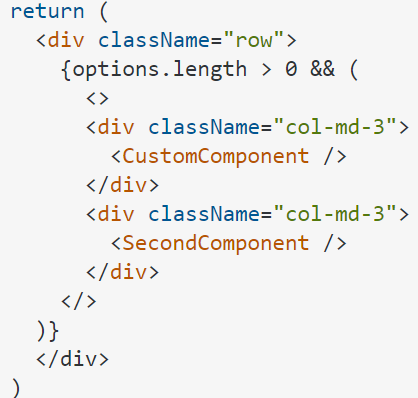 return (
  <div className="row">
    {options.length > 0 && (
      <>
      <div className="col-md-3">
        <CustomComponent />
      </div>
      <div className="col-md-3">
        <SecondComponent />
      </div>
    </>
  )}
  </div>
)